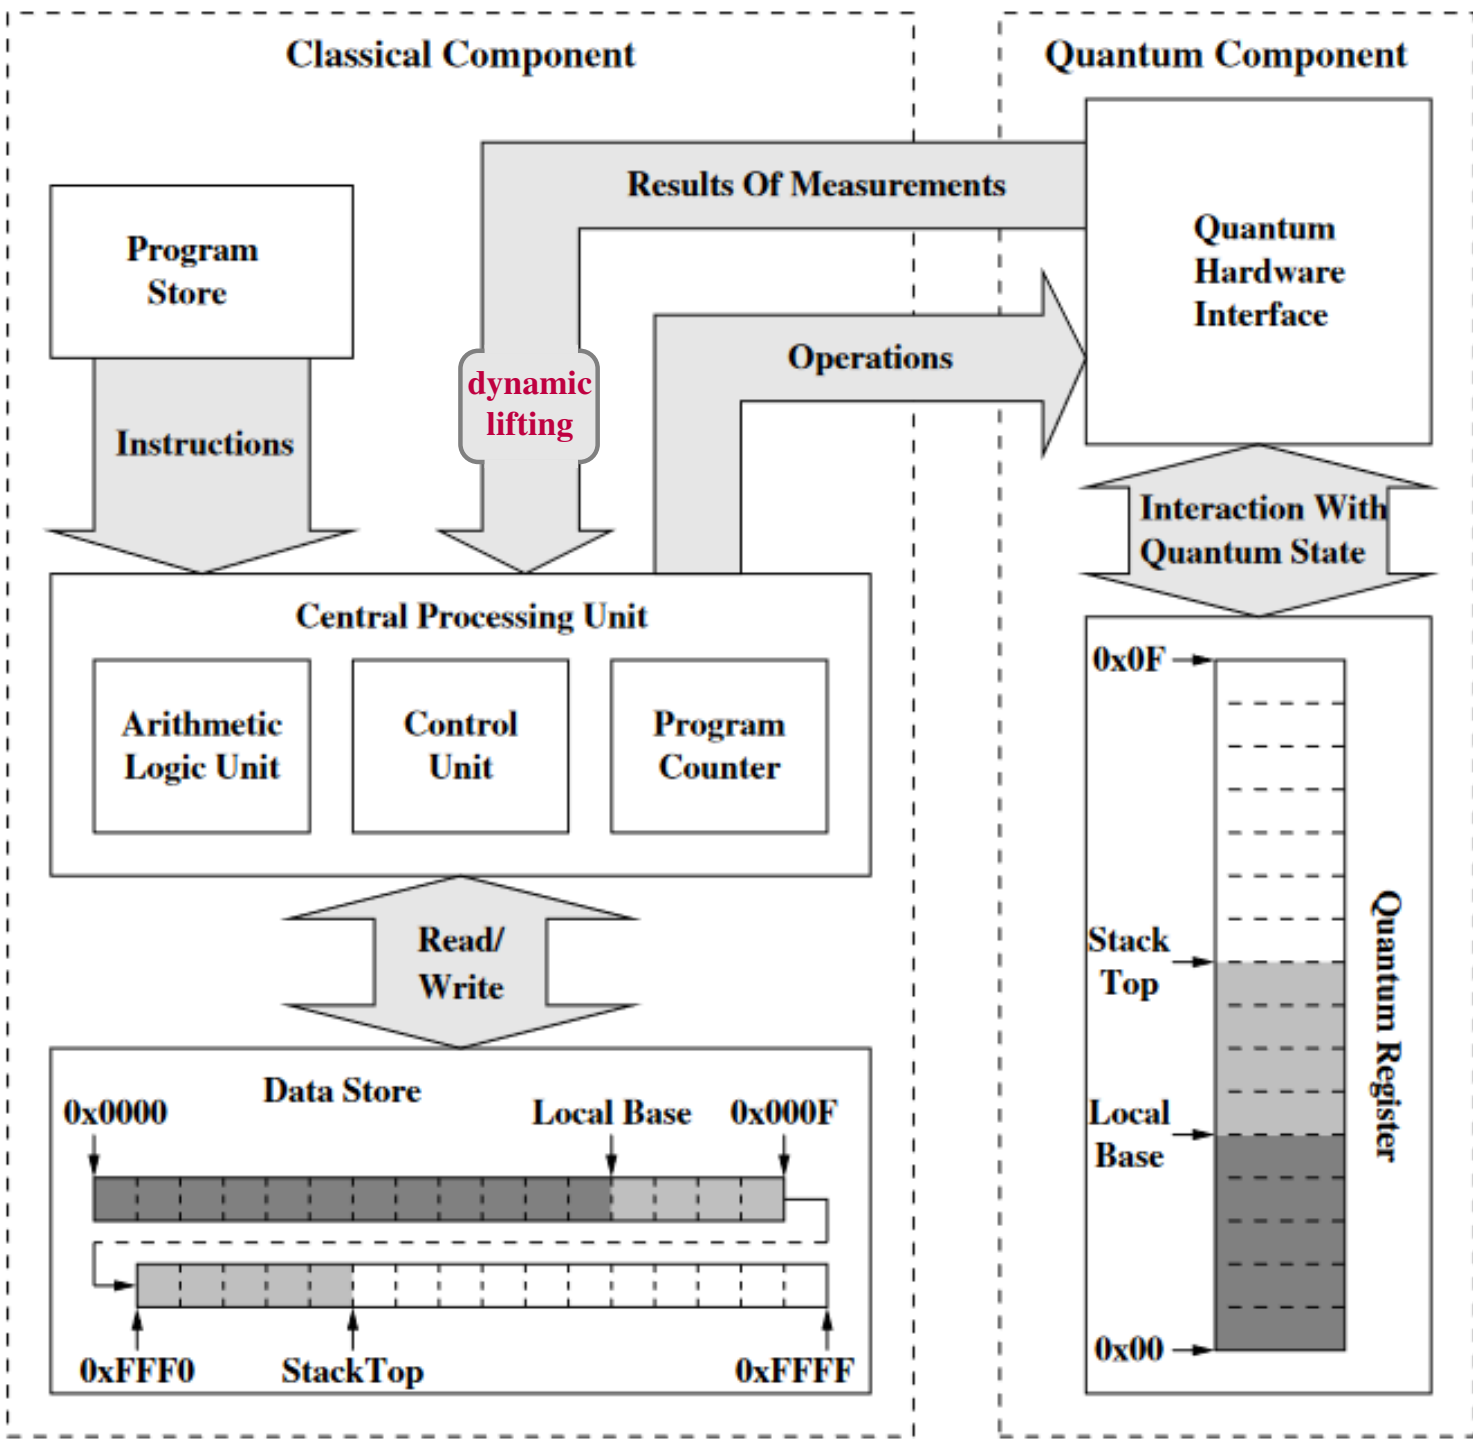 Classical Component
Quantum Component
Results Of Measurements
Program
Store
Quantum
Hardware
Interface
Operations
dynamic
lifting
Instructions
Interaction With
Quantum State
Central Processing Unit
Arithmetic
Logic Unit
Control
Unit
Program
Counter
0x0F
Stack
Top
Local
Base
0x00
Quantum Register
Read/
Write
Data Store
0x0000
Local Base
0x000F
0xFFF0
StackTop
0xFFFF